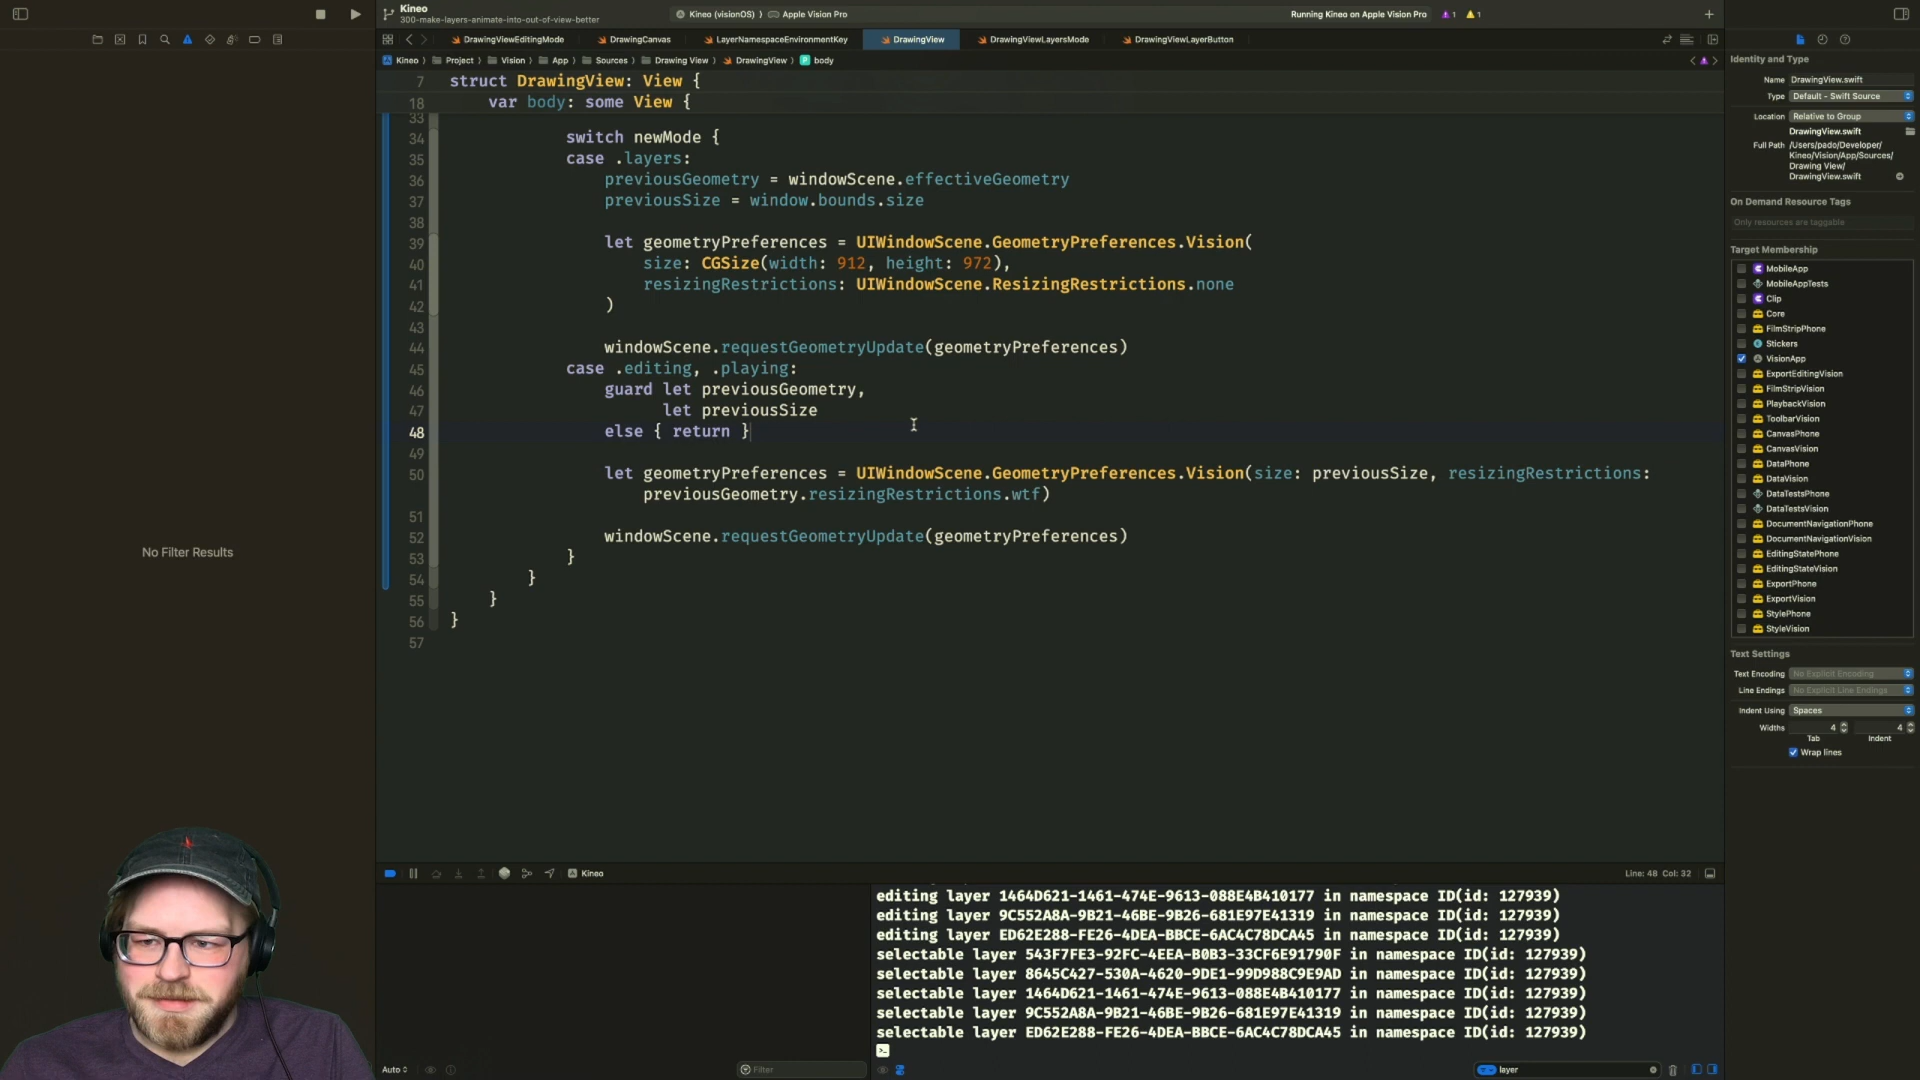 Kineo
300-make-layers-animate-into-out-of-view-better
Kineo (visionOS) 〉 Apple Vision Pro
Running Kineo on Apple Vision Pro
1
1
DrawingViewEditingMode
DrawingCanvas
LayerNamespaceEnvironmentKey
DrawingView
DrawingViewLayersMode
DrawingViewLayerButton
Kineo 〉 Project 〉 Vision 〉 App 〉 Sources 〉 Drawing View 〉 DrawingView 〉 body
7 struct DrawingView: View {
18 var body: some View {
33
34 switch newMode {
35 case .layers:
36 previousGeometry = windowScene.effectiveGeometry
37 previousSize = window.bounds.size
38
39 let geometryPreferences = UIWindowScene.GeometryPreferences.Vision(
40 size: CGSize(width: 912, height: 972),
41 resizingRestrictions: UIWindowScene.ResizingRestrictions.none
42 )
43
44 windowScene.requestGeometryUpdate(geometryPreferences)
45 case .editing, .playing:
46 guard let previousGeometry,
47 let previousSize
48 else { return }
49
50 let geometryPreferences = UIWindowScene.GeometryPreferences.Vision(size: previousSize, resizingRestrictions:
previousGeometry.resizingRestrictions.wtf)
51
52 windowScene.requestGeometryUpdate(geometryPreferences)
53 }
54 }
55 }
56 }
57
No Filter Results
Kineo
Line: 48 Col: 32
editing layer 1464D621-1461-474E-9613-088E4B410177 in namespace ID(id: 127939)
editing layer 9C552A8A-9B21-46BE-9B26-681E97E41319 in namespace ID(id: 127939)
editing layer ED62E288-FE26-4DEA-BBCE-6AC4C78DCA45 in namespace ID(id: 127939)
selectable layer 543F7FE3-92FC-4EEA-B0B3-33CF6E91790F in namespace ID(id: 127939)
selectable layer 8645C427-530A-4620-9DE1-99D988C9E9AD in namespace ID(id: 127939)
selectable layer 1464D621-1461-474E-9613-088E4B410177 in namespace ID(id: 127939)
selectable layer 9C552A8A-9B21-46BE-9B26-681E97E41319 in namespace ID(id: 127939)
selectable layer ED62E288-FE26-4DEA-BBCE-6AC4C78DCA45 in namespace ID(id: 127939)
Auto
Filter
layer
Identity and Type
Name DrawingView.swift
Type Default - Swift Source
Location Relative to Group
DrawingView.swift
Full Path /Users/pado/Developer/
Kineo/Vision/App/Sources/
Drawing View/
DrawingView.swift
On Demand Resource Tags
Only resources are taggable
Target Membership
MobileApp
MobileAppTests
Clip
Core
FilmStripPhone
Stickers
VisionApp
ExportEditingVision
FilmStripVision
PlaybackVision
ToolbarVision
CanvasPhone
CanvasVision
DataPhone
DataVision
DataTestsPhone
DataTestsVision
DocumentNavigationPhone
DocumentNavigationVision
EditingStatePhone
EditingStateVision
ExportPhone
ExportVision
StylePhone
StyleVision
Text Settings
Text Encoding No Explicit Encoding
Line Endings No Explicit Line Endings
Indent Using Spaces
Widths 4 4
Tab Indent
Wrap lines